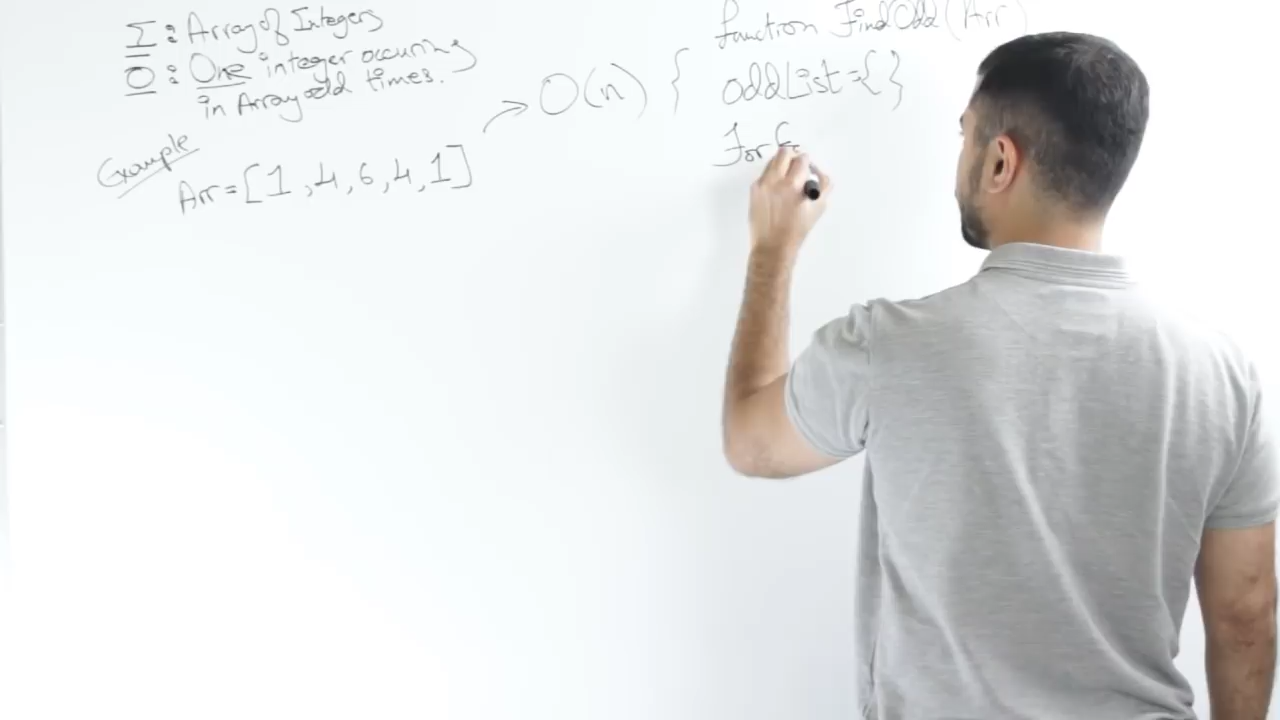 I : Array of Integers
O : One integer occuring
in Array odd times.
Example
Arr = [1, 4, 6, 4, 1]
→ O(n) {
function FindOdd (Arr)
oddList = { }
For